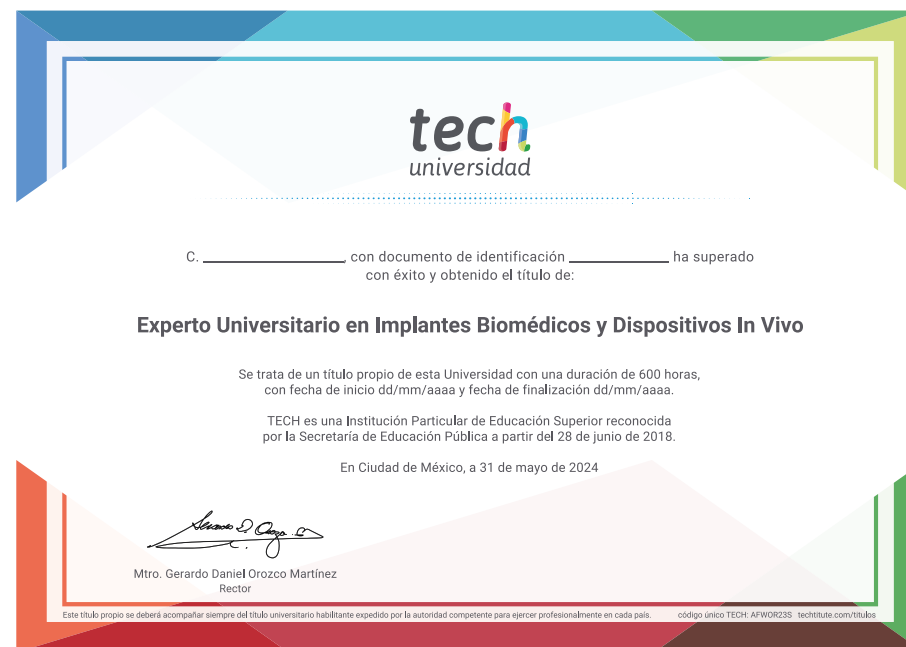 tech
universidad
C. ____________________, con documento de identificación ______________ ha superado
con éxito y obtenido el título de:
Experto Universitario en Implantes Biomédicos y Dispositivos In Vivo
Se trata de un título propio de esta Universidad con una duración de 600 horas,
con fecha de inicio dd/mm/aaaa y fecha de finalización dd/mm/aaaa.
TECH es una Institución Particular de Educación Superior reconocida
por la Secretaría de Educación Pública a partir del 28 de junio de 2018.
En Ciudad de México, a 31 de mayo de 2024
Mtro. Gerardo Daniel Orozco Martínez
Rector
Este título propio se deberá acompañar siempre del título universitario habilitante expedido por la autoridad competente para ejercer profesionalmente en cada país. código único TECH: AFWOR23S techtitute.com/titulos